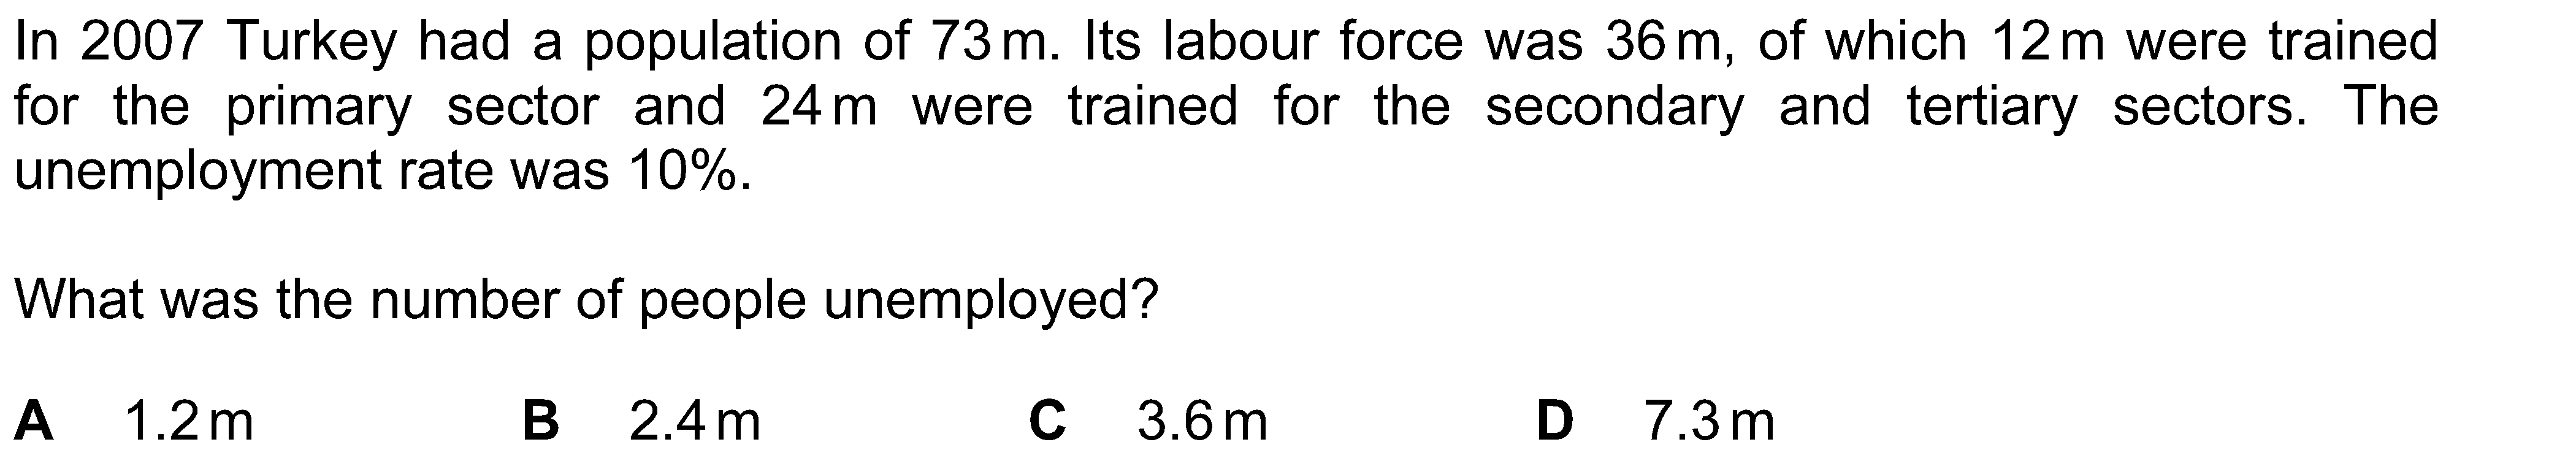 In 2007 Turkey had a population of 73 m. Its labour force was 36 m, of which 12 m were trained
for the primary sector and 24 m were trained for the secondary and tertiary sectors. The
unemployment rate was 10%.
What was the number of people unemployed?
A 1.2 m B 2.4 m C 3.6 m D 7.3 m